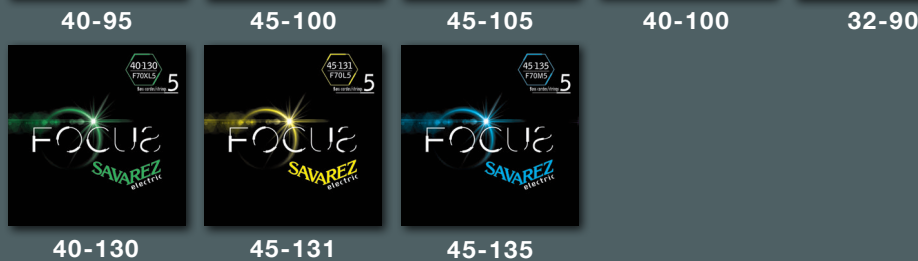 40-95 45-100 45-105 40-100 32-90
40·130
F70XL5
5
FOCUS
SAVAREZ
electric
45·131
F70L5
5
FOCUS
SAVAREZ
electric
45·135
F70M5
5
FOCUS
SAVAREZ
electric
40-130 45-131 45-135